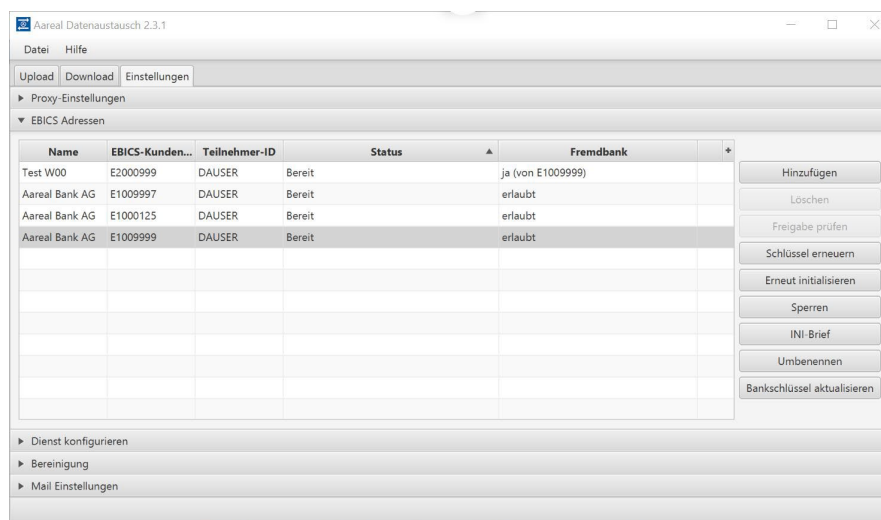 Aareal Datenaustausch 2.3.1
Datei Hilfe
Upload Download Einstellungen
Proxy-Einstellungen
EBICS Adressen
Name EBICS-Kunden... Teilnehmer-ID Status Fremdbank +
Test W00 E2000999 DAUSER Bereit ja (von E1009999)
Aareal Bank AG E1009997 DAUSER Bereit erlaubt
Aareal Bank AG E1000125 DAUSER Bereit erlaubt
Aareal Bank AG E1009999 DAUSER Bereit erlaubt
Hinzufügen
Löschen
Freigabe prüfen
Schlüssel erneuern
Erneut initialisieren
Sperren
INI-Brief
Umbenennen
Bankschlüssel aktualisieren
Dienst konfigurieren
Bereinigung
Mail Einstellungen